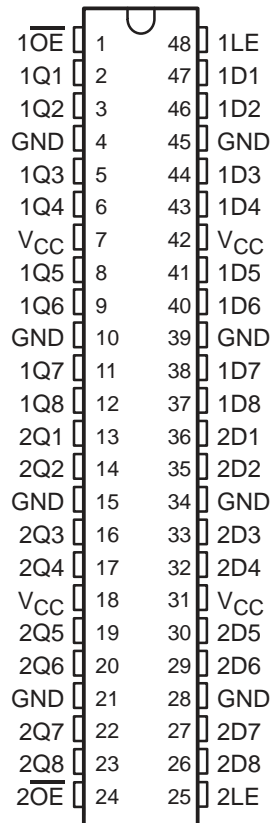 1O̅E̅ 1 48 1LE
1Q1 2 47 1D1
1Q2 3 46 1D2
GND 4 45 GND
1Q3 5 44 1D3
1Q4 6 43 1D4
VCC 7 42 VCC
1Q5 8 41 1D5
1Q6 9 40 1D6
GND 10 39 GND
1Q7 11 38 1D7
1Q8 12 37 1D8
2Q1 13 36 2D1
2Q2 14 35 2D2
GND 15 34 GND
2Q3 16 33 2D3
2Q4 17 32 2D4
VCC 18 31 VCC
2Q5 19 30 2D5
2Q6 20 29 2D6
GND 21 28 GND
2Q7 22 27 2D7
2Q8 23 26 2D8
2O̅E̅ 24 25 2LE